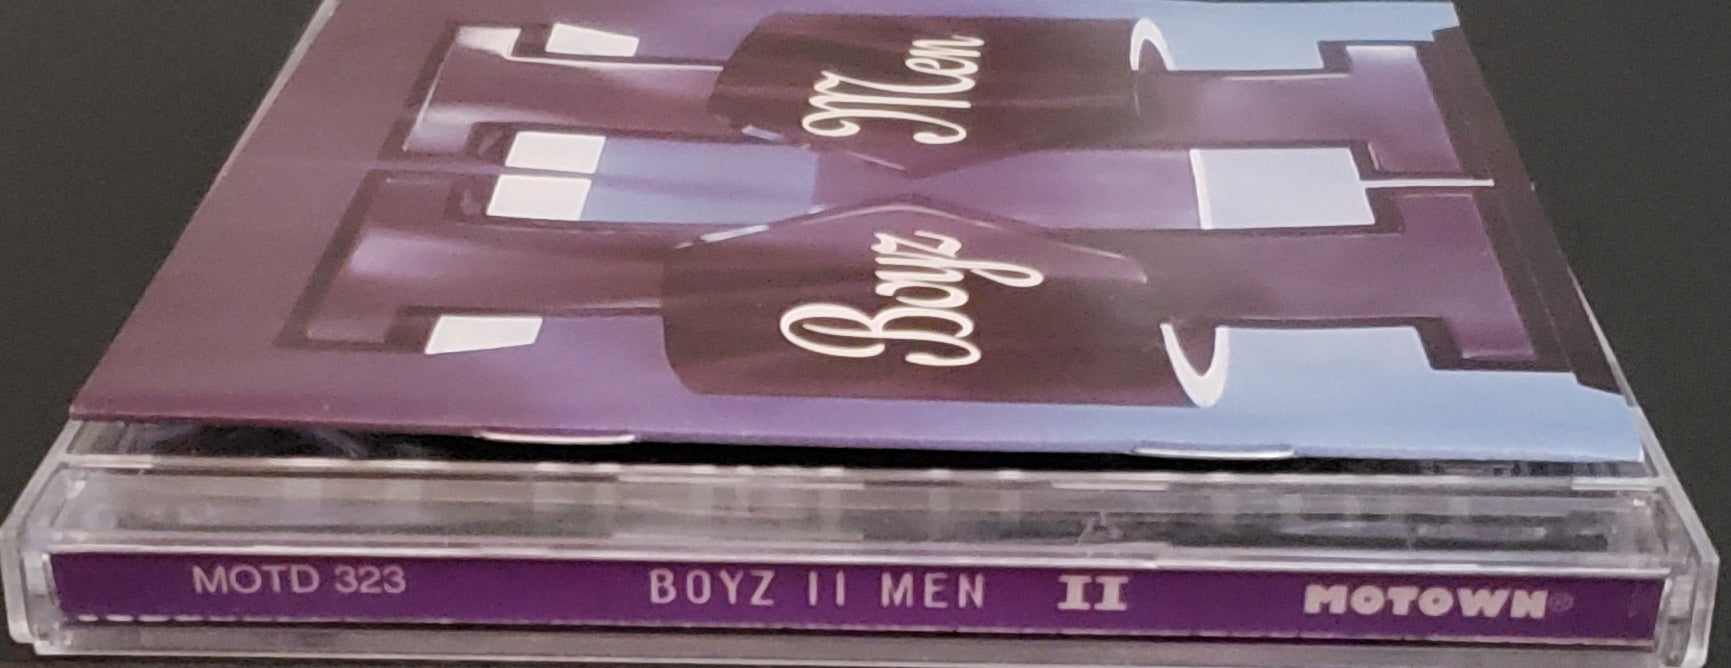 Boyz Men
MOTD 323 BOYZ II MEN II MOTOWN®